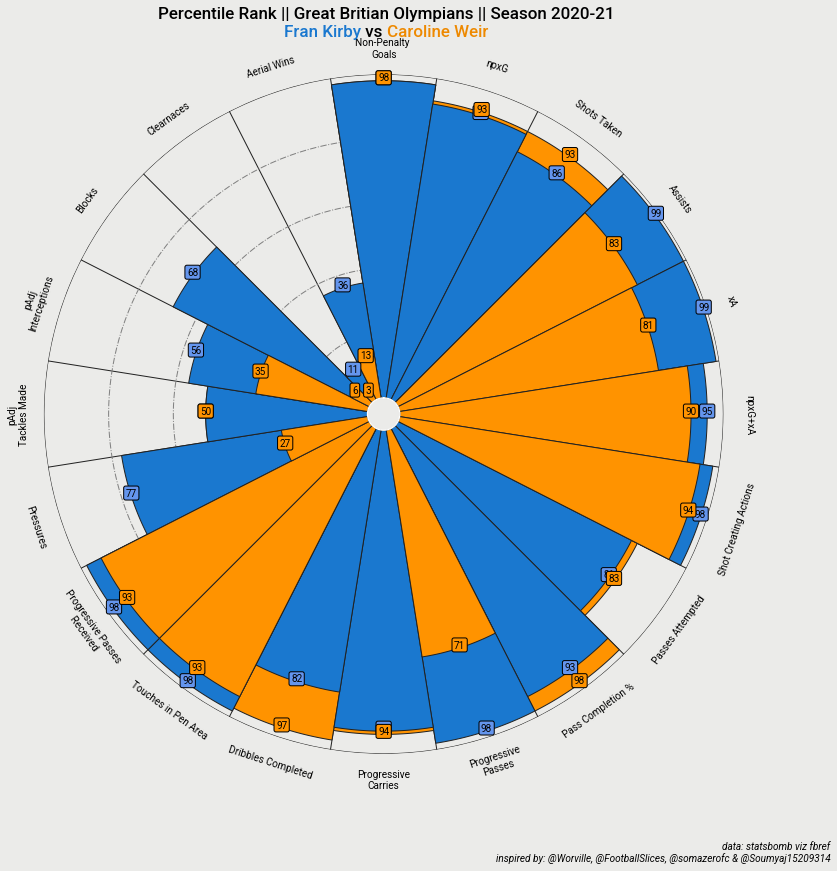 Percentile Rank || Great Britian Olympians || Season 2020-21
Fran Kirby vs Caroline Weir
Non-Penalty
Goals
npxG
Shots Taken
Assists
xA
npxG+xA
Shot Creating Actions
Passes Attempted
Pass Completion %
Progressive
Passes
Progressive
Carries
Dribbles Completed
Touches in Pen Area
Progressive Passes
Received
Pressures
pAdj
Tackles Made
pAdj
Interceptions
Blocks
Clearnaces
Aerial Wins
98
93
93
86
99
83
99
81
90
95
94
98
83
93
98
71
98
94
82
97
93
98
93
98
77
27
50
56
35
68
6
11
3
36
13
data: statsbomb viz fbref
inspired by: @Worville, @FootballSlices, @somazerofc & @Soumyaj15209314